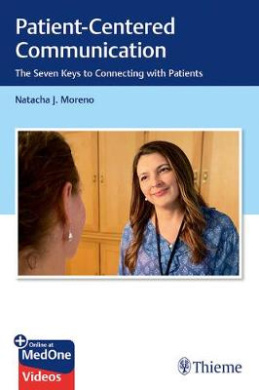 Patient-Centered
Communication
The Seven Keys to Connecting with Patients
Natacha J. Moreno
+ Online at
MedOne
Videos
Thieme